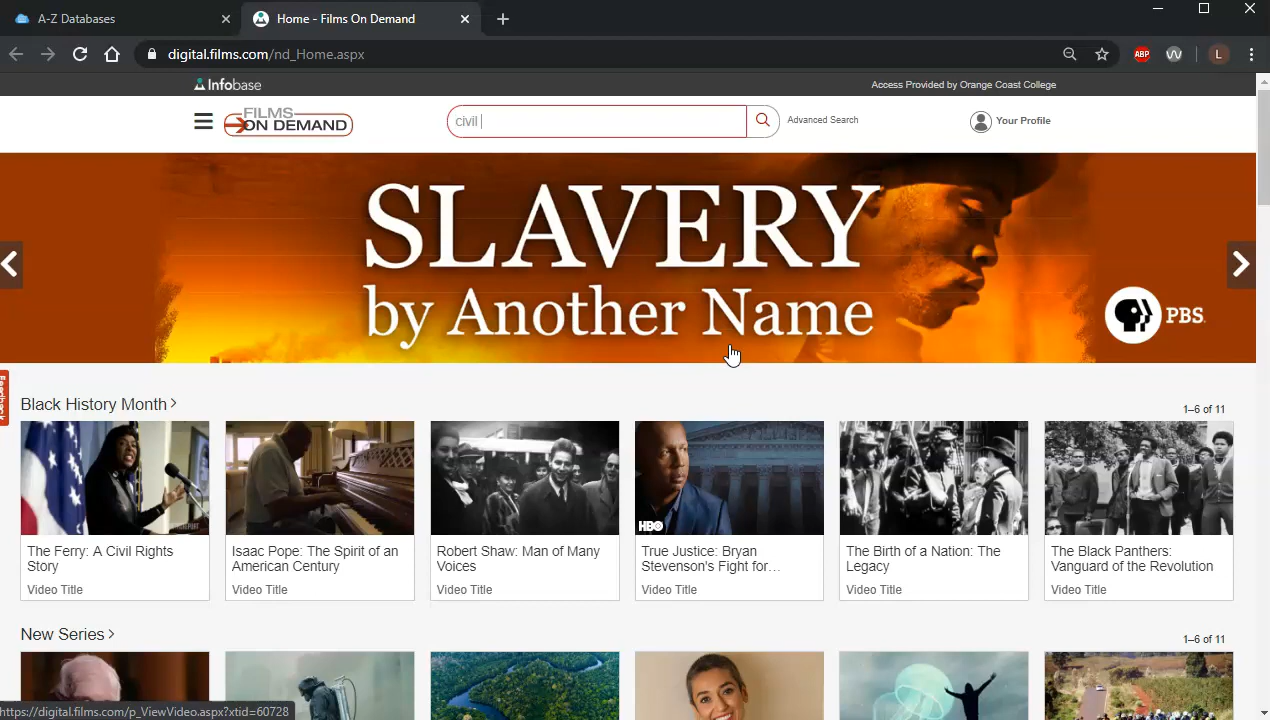 A-Z Databases
Home - Films On Demand
digital.films.com/nd_Home.aspx
ABP
L
Infobase
Access Provided by Orange Coast College
FILMS
ON DEMAND
civil
Advanced Search
Your Profile
SLAVERY
by Another Name
PBS.
Feedback
Black History Month
1–6 of 11
HBO
The Ferry: A Civil Rights
Story
Video Title
Isaac Pope: The Spirit of an
American Century
Video Title
Robert Shaw: Man of Many
Voices
Video Title
True Justice: Bryan
Stevenson's Fight for…
Video Title
The Birth of a Nation: The
Legacy
Video Title
The Black Panthers:
Vanguard of the Revolution
Video Title
New Series
1–6 of 11
https://digital.films.com/p_ViewVideo.aspx?xtid=60728